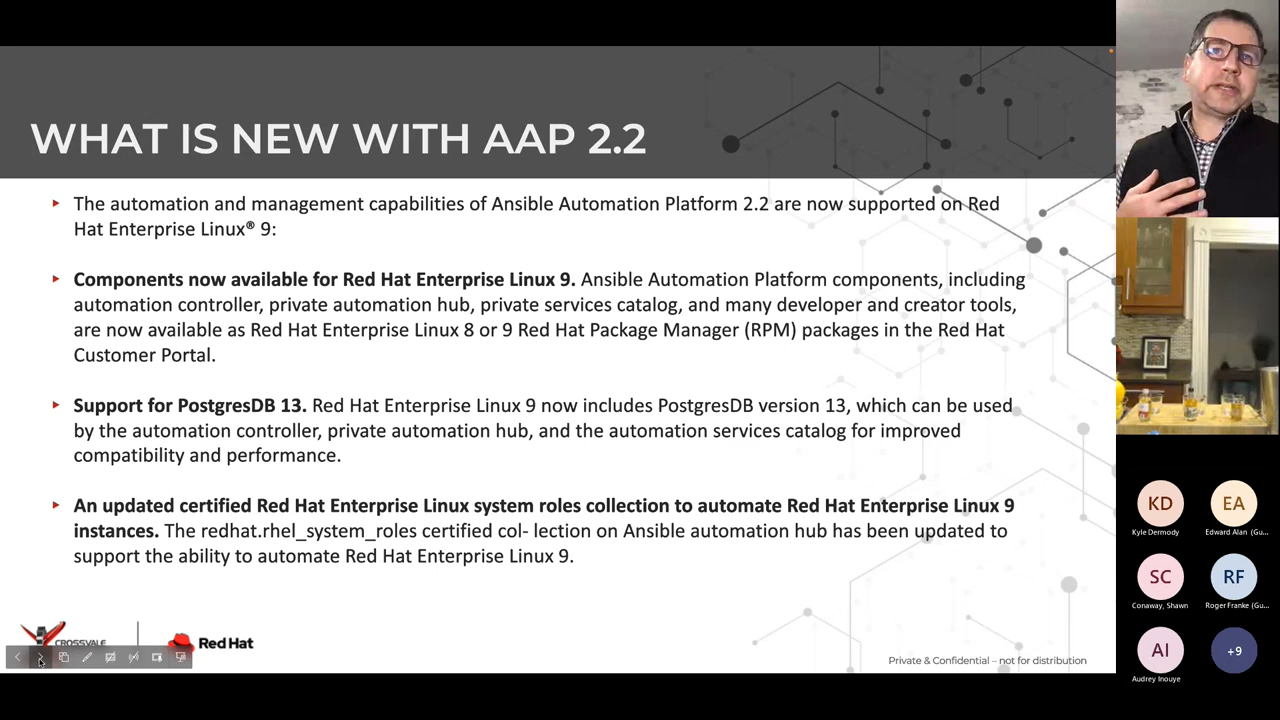 WHAT IS NEW WITH AAP 2.2
The automation and management capabilities of Ansible Automation Platform 2.2 are now supported on Red
Hat Enterprise Linux® 9:
Components now available for Red Hat Enterprise Linux 9. Ansible Automation Platform components, including
automation controller, private automation hub, private services catalog, and many developer and creator tools,
are now available as Red Hat Enterprise Linux 8 or 9 Red Hat Package Manager (RPM) packages in the Red Hat
Customer Portal.
Support for PostgresDB 13. Red Hat Enterprise Linux 9 now includes PostgresDB version 13, which can be used
by the automation controller, private automation hub, and the automation services catalog for improved
compatibility and performance.
An updated certified Red Hat Enterprise Linux system roles collection to automate Red Hat Enterprise Linux 9
instances. The redhat.rhel_system_roles certified col- lection on Ansible automation hub has been updated to
support the ability to automate Red Hat Enterprise Linux 9.
CROSSVALE
Red Hat
Private & Confidential – not for distribution
KD
EA
Kyle Dermody
Edward Alan (Gu...
SC
RF
Conaway, Shawn
Roger Franke (Gu...
AI
+9
Audrey Inouye